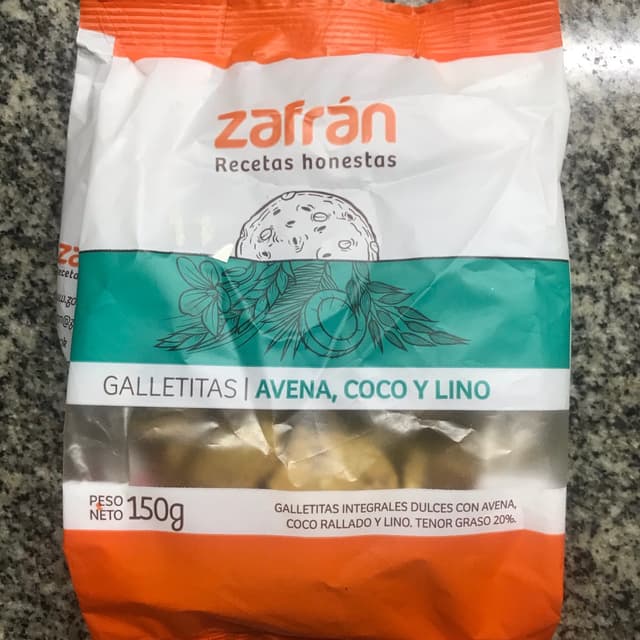 zafrán
Recetas honestas
GALLETITAS | AVENA, COCO Y LINO
PESO
NETO 150g
GALLETITAS INTEGRALES DULCES CON AVENA,
COCO RALLADO Y LINO. TENOR GRASO 20%.